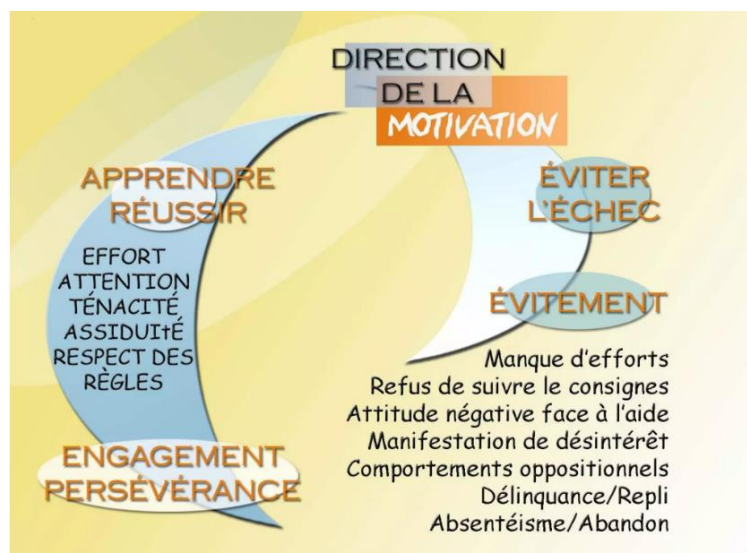 DIRECTION
DE LA
MOTIVATION
APPRENDRE
RÉUSSIR
EFFORT
ATTENTION
TÉNACITÉ
ASSIDUItÉ
RESPECT DES
RÈGLES
ENGAGEMENT
PERSÉVÉRANCE
ÉVITER
L'ÉCHEC
ÉVITEMENT
Manque d'efforts
Refus de suivre le consignes
Attitude négative face à l'aide
Manifestation de désintérêt
Comportements oppositionnels
Délinquance/Repli
Absentéisme/Abandon